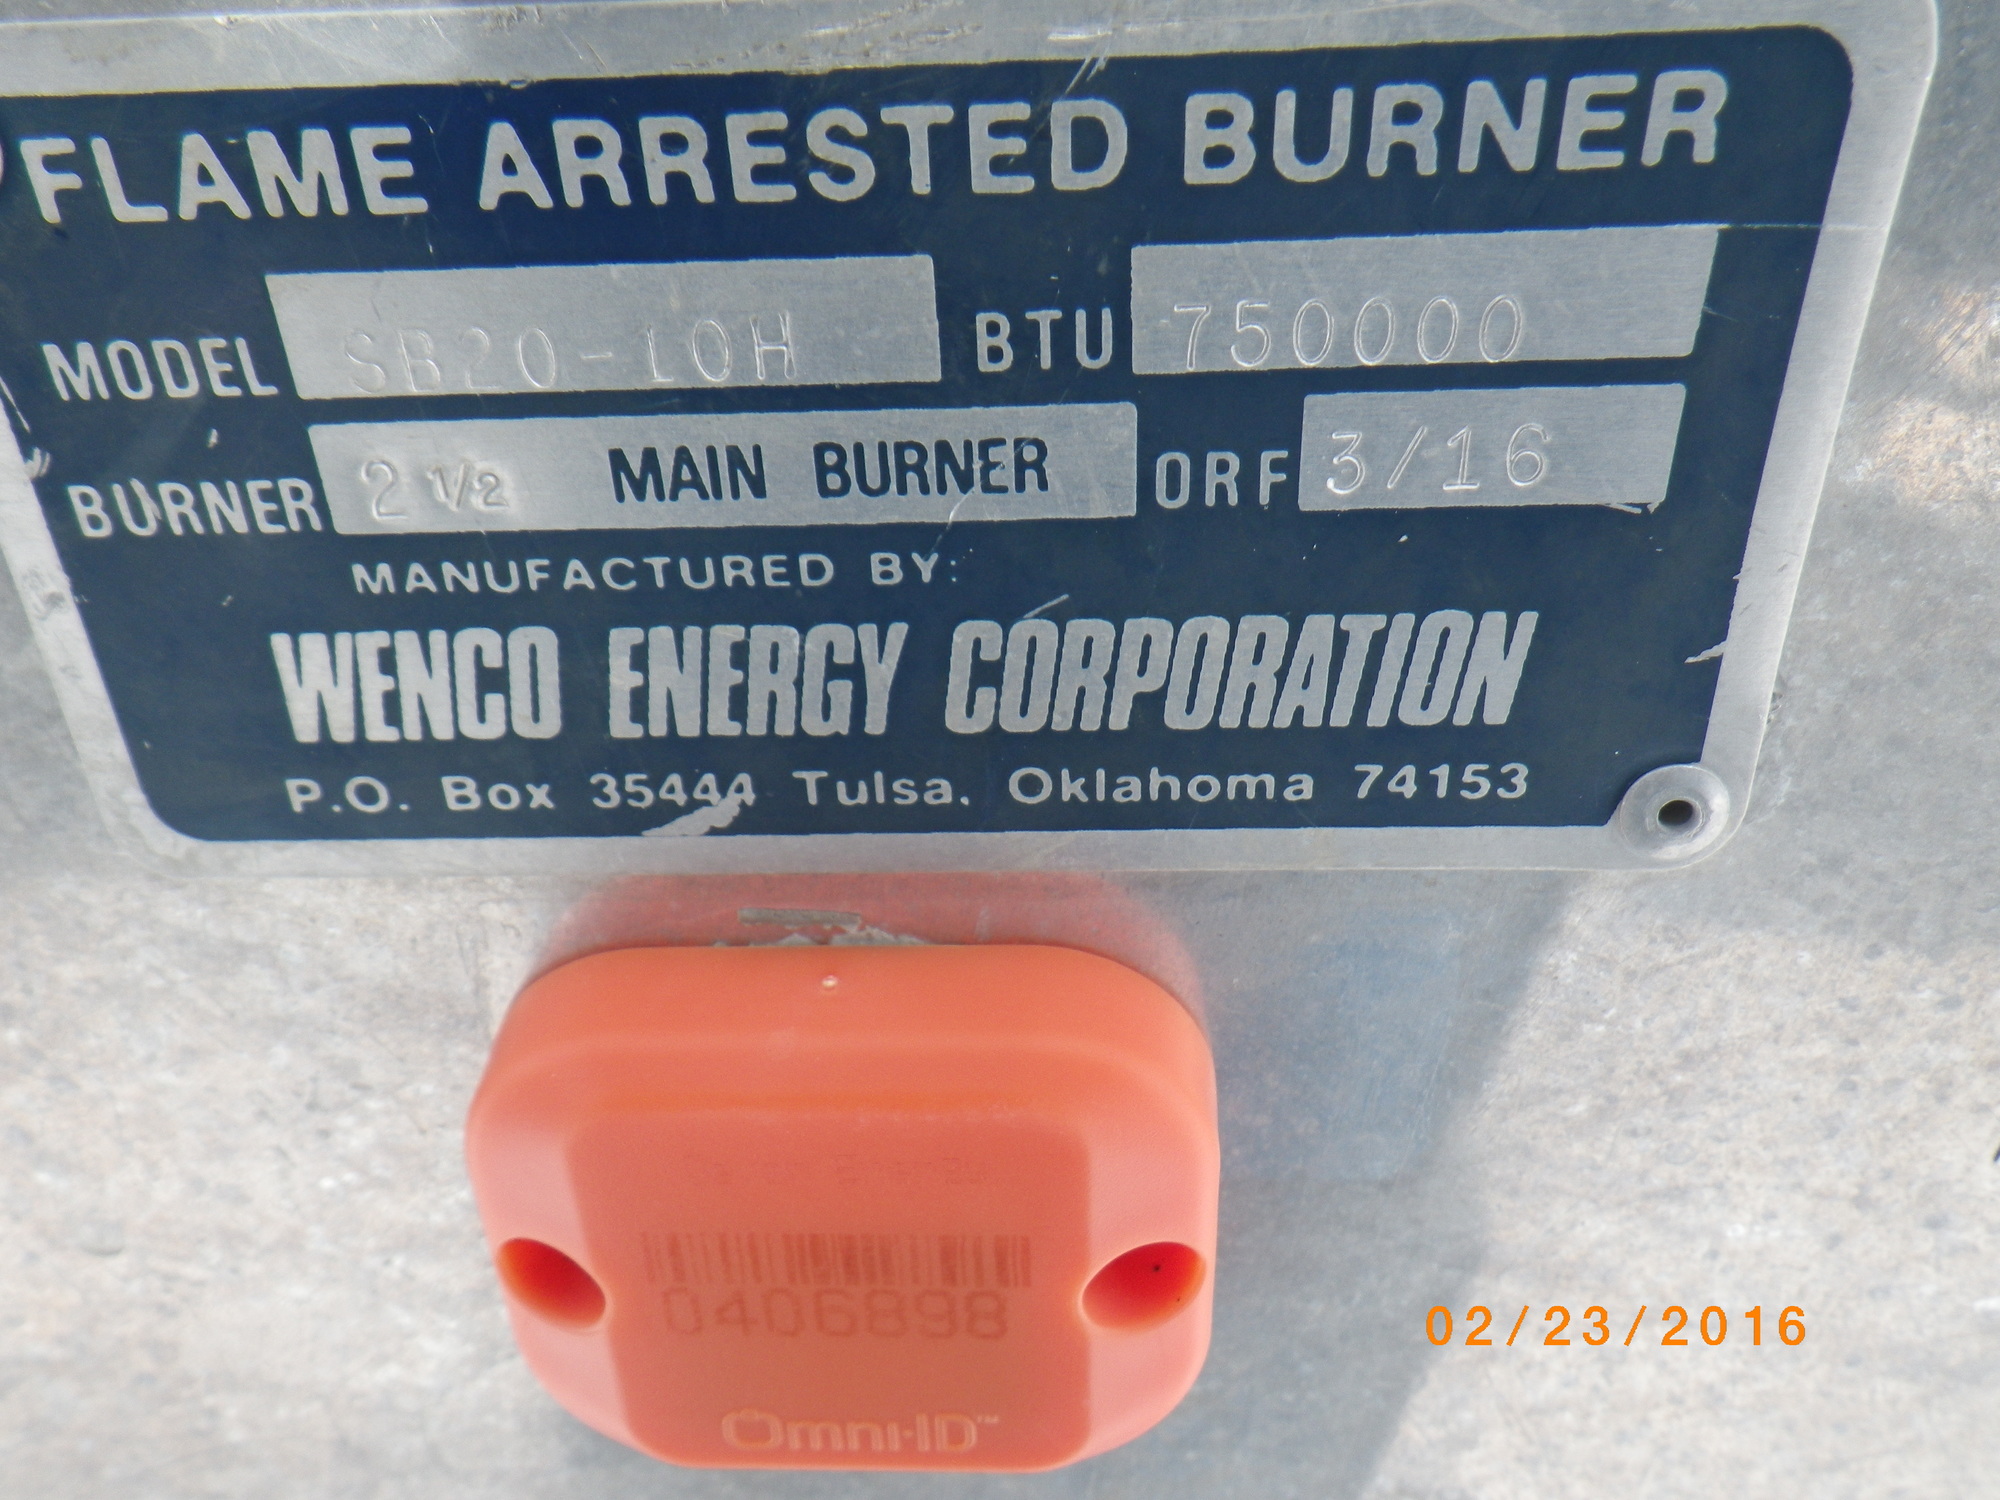 FLAME ARRESTED BURNER
MODEL SB20-10H BTU 750000
BURNER 2 1/2 MAIN BURNER ORF 3/16
MANUFACTURED BY:
WENCO ENERGY CORPORATION
P.O. Box 35444 Tulsa, Oklahoma 74153
0406898
Omni-ID™
02/23/2016